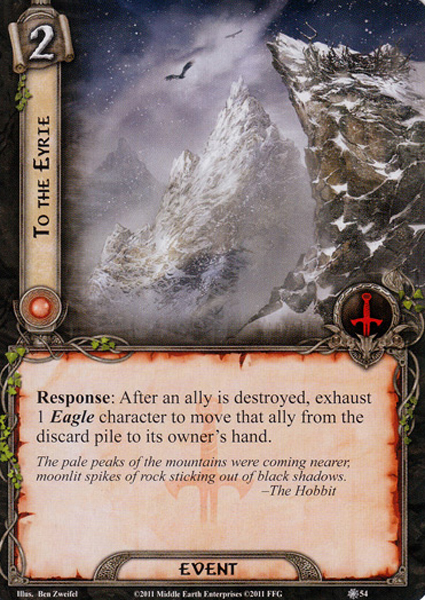 2
TO THE EYRIE
Response: After an ally is destroyed, exhaust
1 Eagle character to move that ally from the
discard pile to its owner's hand.
The pale peaks of the mountains were coming nearer,
moonlit spikes of rock sticking out of black shadows.
–The Hobbit
EVENT
Illus. Ben Zweifel ©2011 Middle Earth Enterprises ©2011 FFG 54